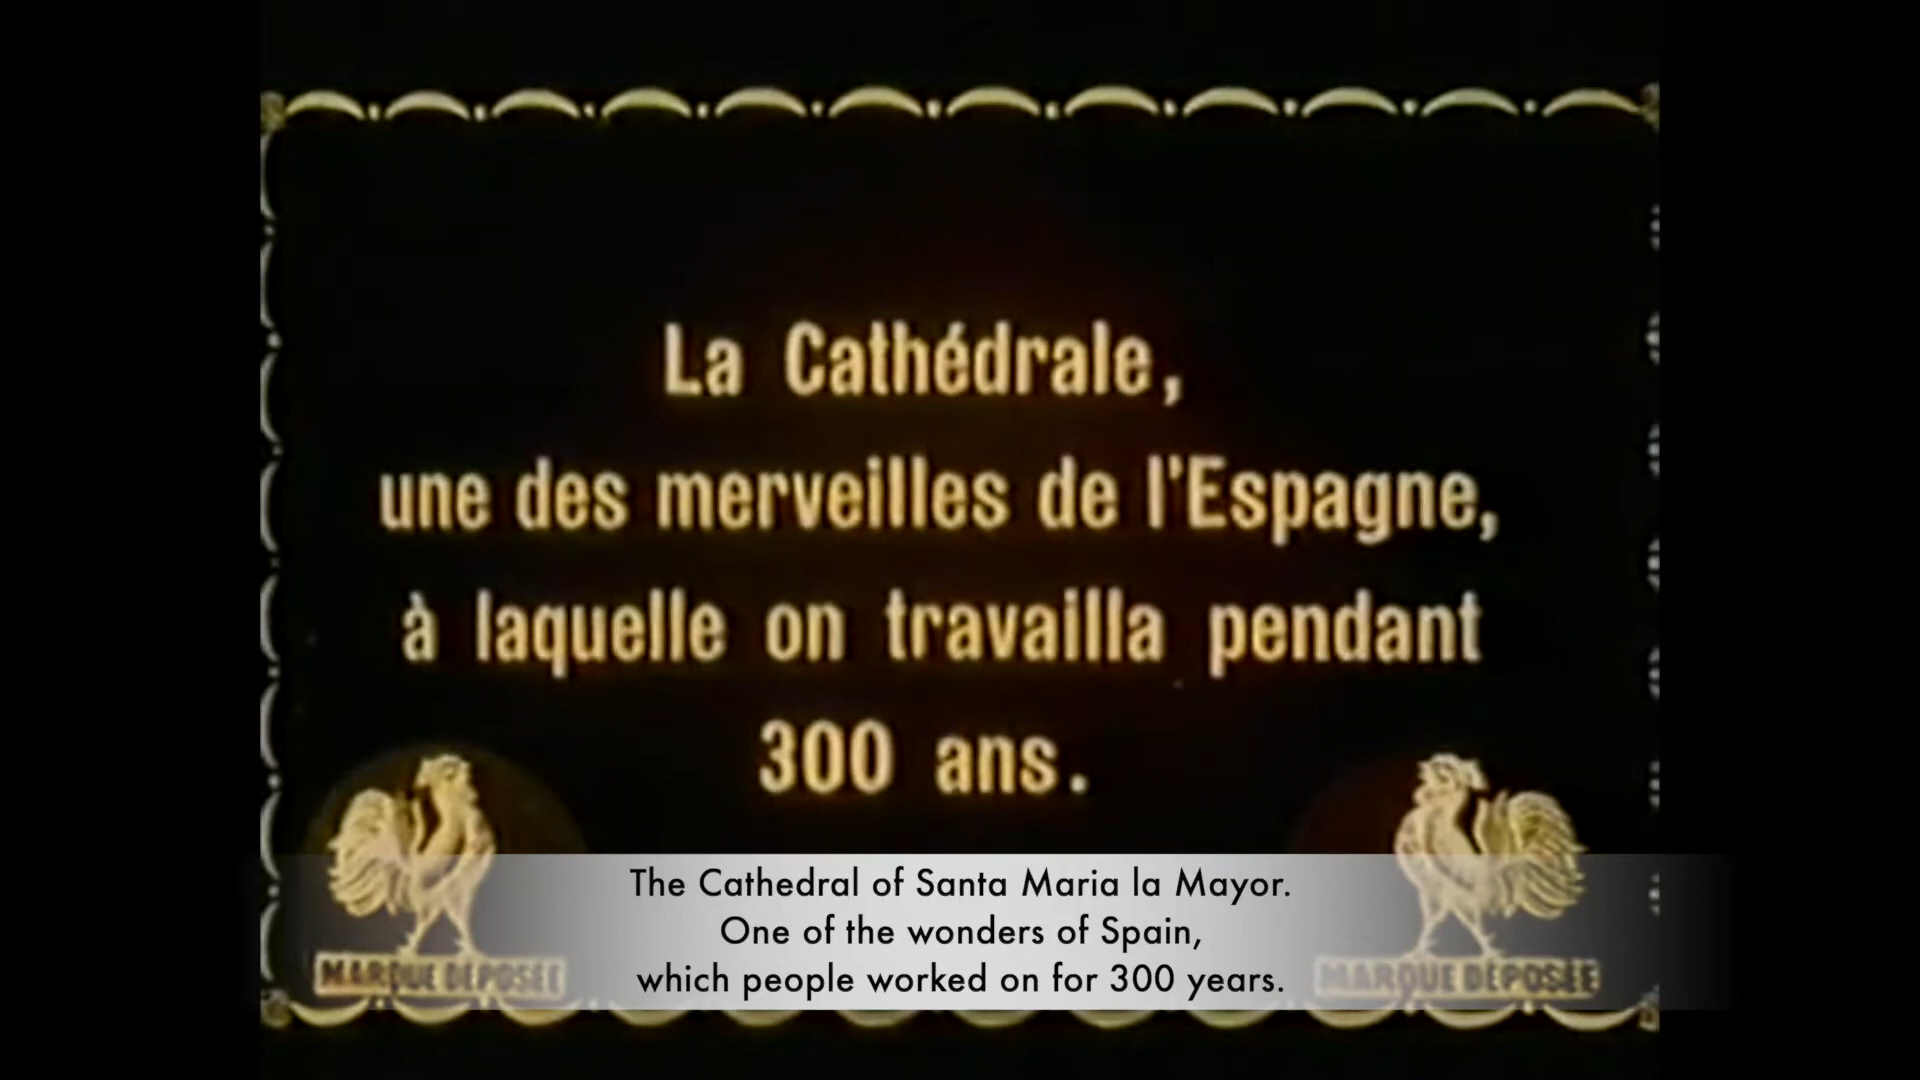 La Cathédrale,
une des merveilles de l'Espagne,
à laquelle on travailla pendant
300 ans.
The Cathedral of Santa Maria la Mayor.
One of the wonders of Spain,
which people worked on for 300 years.
MARQUE DÉPOSÉE
MARQUE DÉPOSÉE